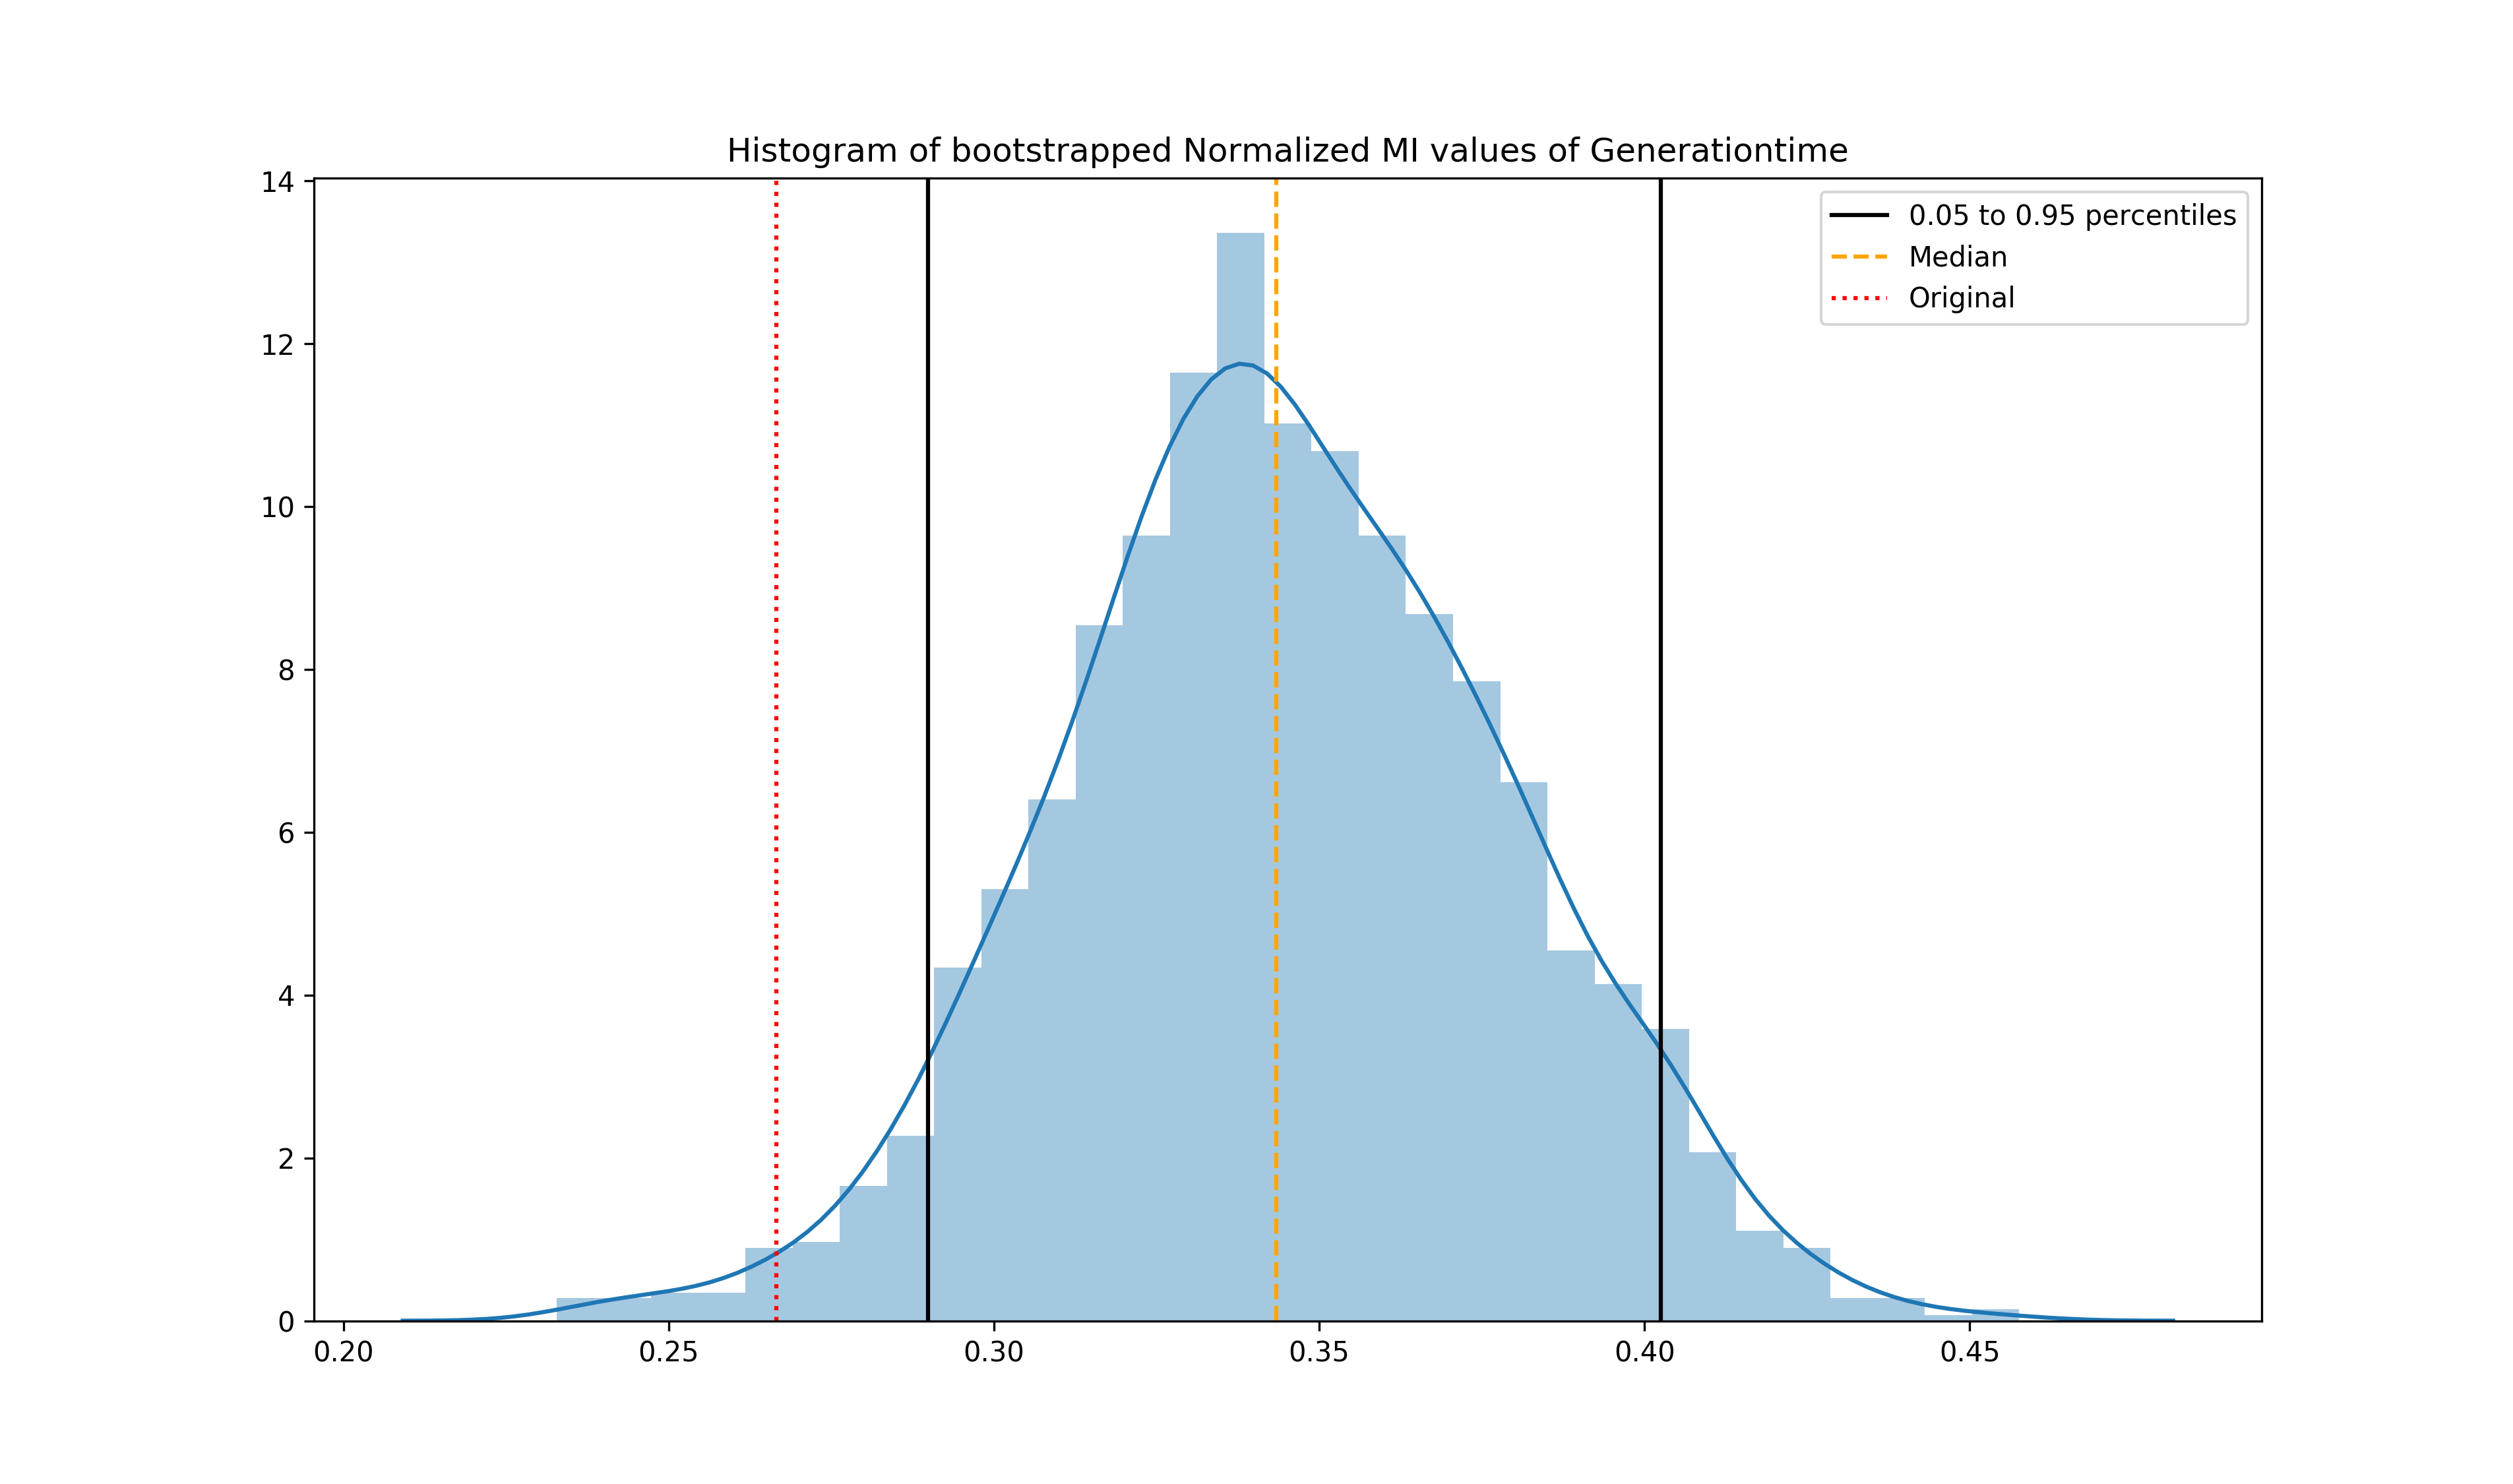 Histogram of bootstrapped Normalized MI values of Generationtime
14
12
10
8
6
4
2
0
0.05 to 0.95 percentiles
Median
Original
0.20 0.25 0.30 0.35 0.40 0.45